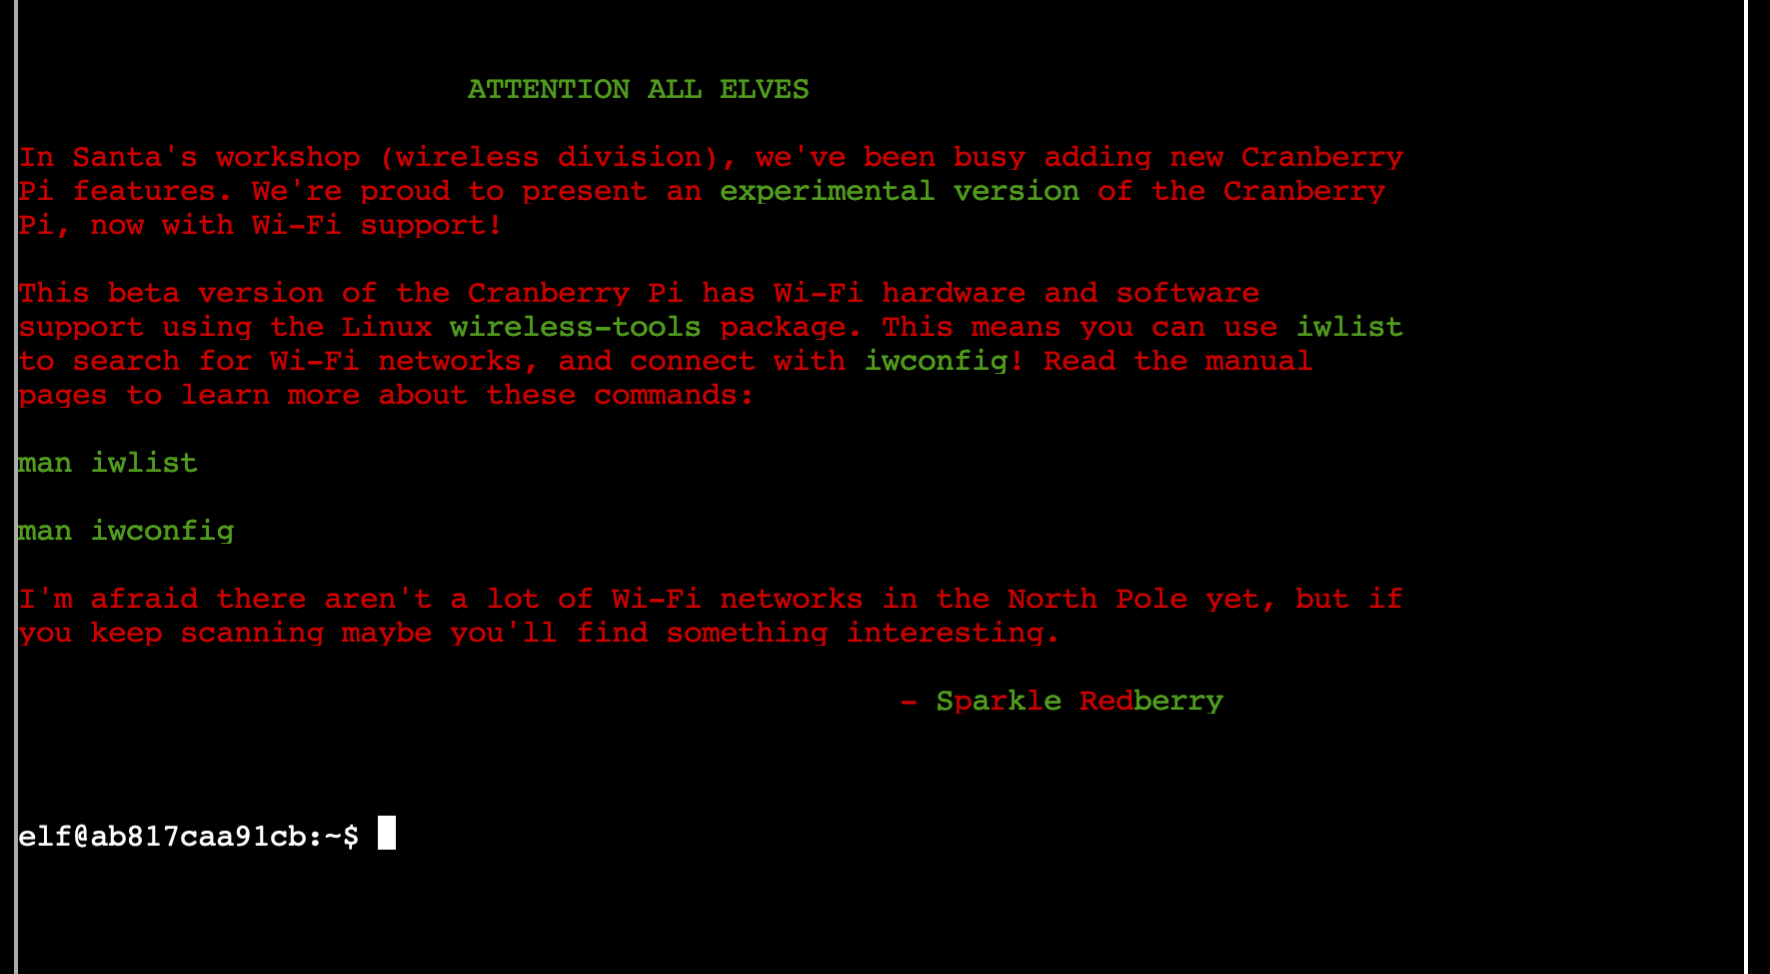 ATTENTION ALL ELVES
In Santa's workshop (wireless division), we've been busy adding new Cranberry
Pi features. We're proud to present an experimental version of the Cranberry
Pi, now with Wi-Fi support!
This beta version of the Cranberry Pi has Wi-Fi hardware and software
support using the Linux wireless-tools package. This means you can use iwlist
to search for Wi-Fi networks, and connect with iwconfig! Read the manual
pages to learn more about these commands:
man iwlist
man iwconfig
I'm afraid there aren't a lot of Wi-Fi networks in the North Pole yet, but if
you keep scanning maybe you'll find something interesting.
- Sparkle Redberry
elf@ab817caa91cb:~$